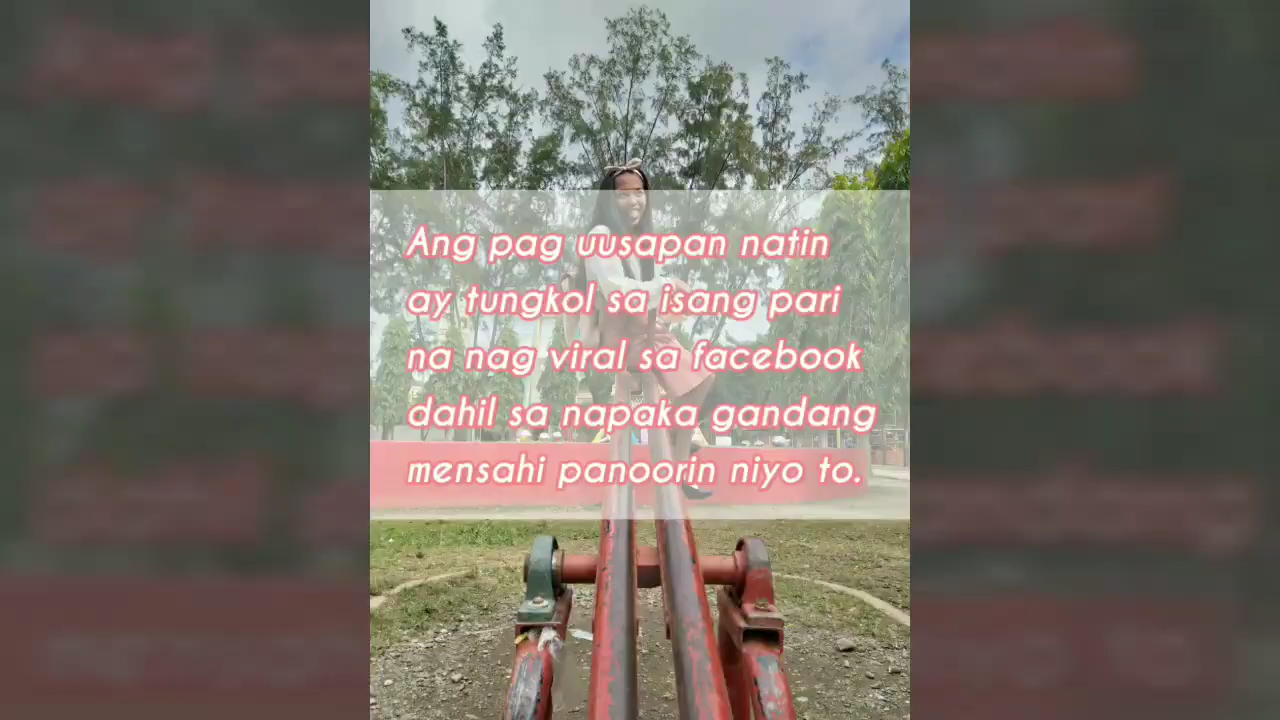 Ang pag uusapan natin
ay tungkol sa isang pari
na nag viral sa facebook
dahil sa napaka gandang
mensahi panoorin niyo to.